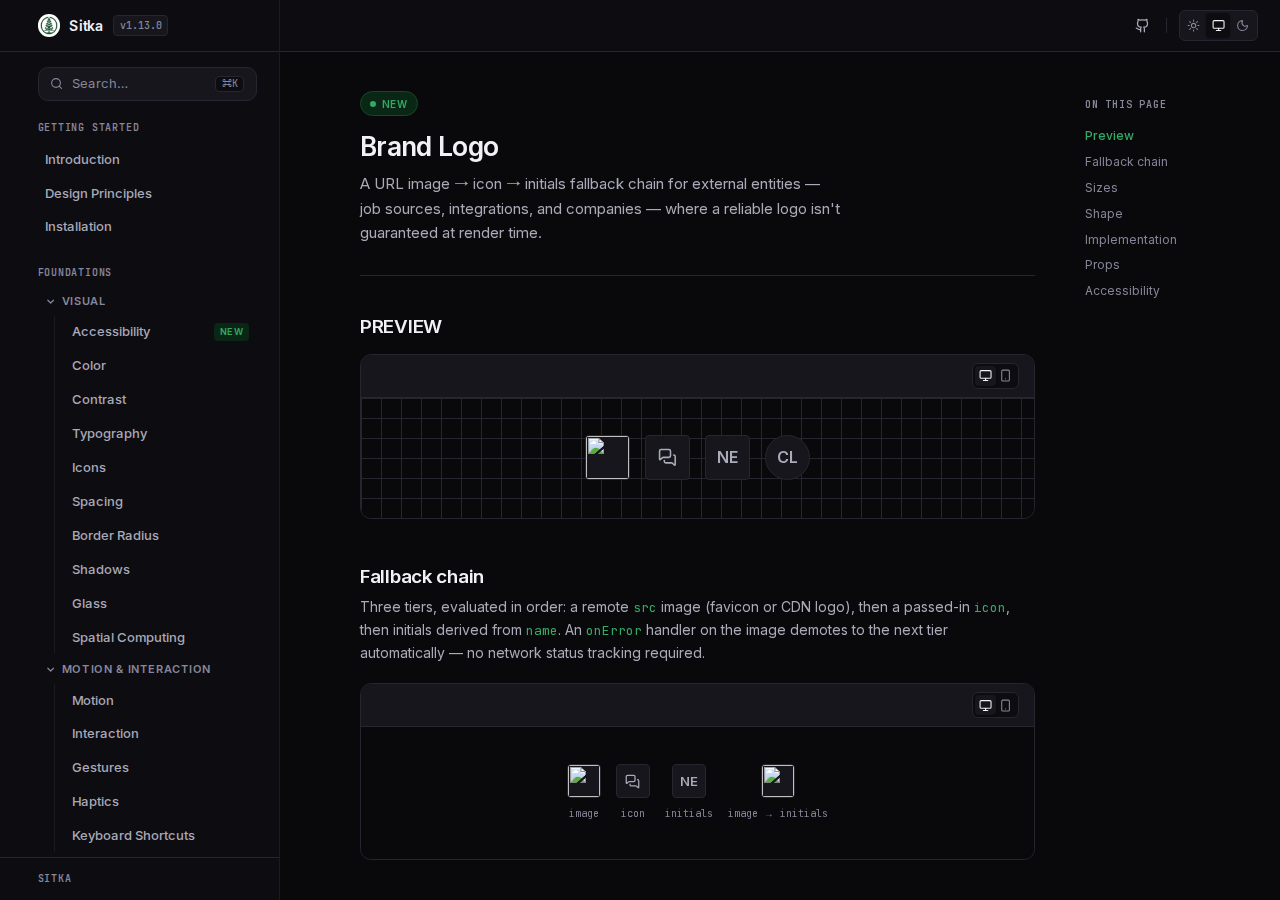 Sitka v1.13.0
Search... ⌘K
GETTING STARTED
Introduction
Design Principles
Installation
FOUNDATIONS
VISUAL
Accessibility NEW
Color
Contrast
Typography
Icons
Spacing
Border Radius
Shadows
Glass
Spatial Computing
MOTION & INTERACTION
Motion
Interaction
Gestures
Haptics
Keyboard Shortcuts
SITKA
NEW
Brand Logo
A URL image → icon → initials fallback chain for external entities —
job sources, integrations, and companies — where a reliable logo isn't
guaranteed at render time.
PREVIEW
NE CL
Fallback chain
Three tiers, evaluated in order: a remote src image (favicon or CDN logo), then a passed-in icon,
then initials derived from name. An onError handler on the image demotes to the next tier
automatically — no network status tracking required.
NE
image icon initials image → initials
ON THIS PAGE
Preview
Fallback chain
Sizes
Shape
Implementation
Props
Accessibility